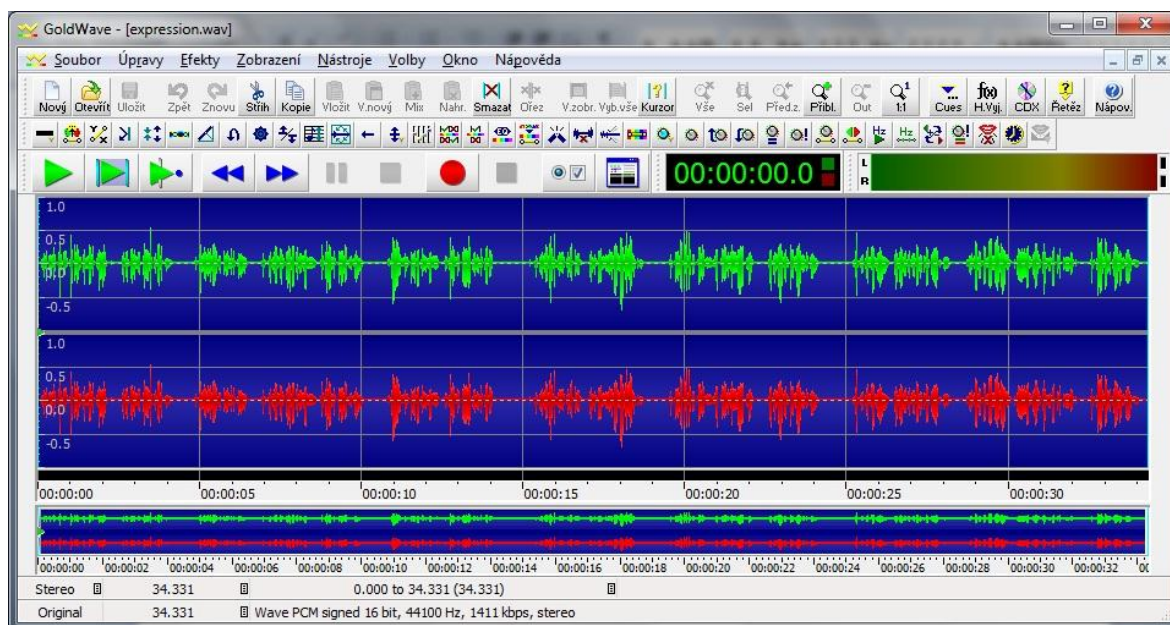 GoldWave - [expression.wav]
Soubor Úpravy Efekty Zobrazení Nástroje Volby Okno Nápověda
Nový Otevřít Uložit Zpět Znovu Střih Kopie Vložit V.nový Mix Nahr. Smazat Ořez V.zobr. Vyb.vše Kurzor Vše Sel Před.z. Přibl. Out 1:1 Cues H.Vyj. CDX Řetěz Nápov.
00:00:00.0
L
R
1.0
0.5
0.0
-0.5
1.0
0.5
0.0
-0.5
00:00:00 00:00:05 00:00:10 00:00:15 00:00:20 00:00:25 00:00:30
00:00:00 00:00:02 00:00:04 00:00:06 00:00:08 00:00:10 00:00:12 00:00:14 00:00:16 00:00:18 00:00:20 00:00:22 00:00:24 00:00:26 00:00:28 00:00:30 00:00:32
Stereo 34.331 0.000 to 34.331 (34.331)
Original 34.331 Wave PCM signed 16 bit, 44100 Hz, 1411 kbps, stereo